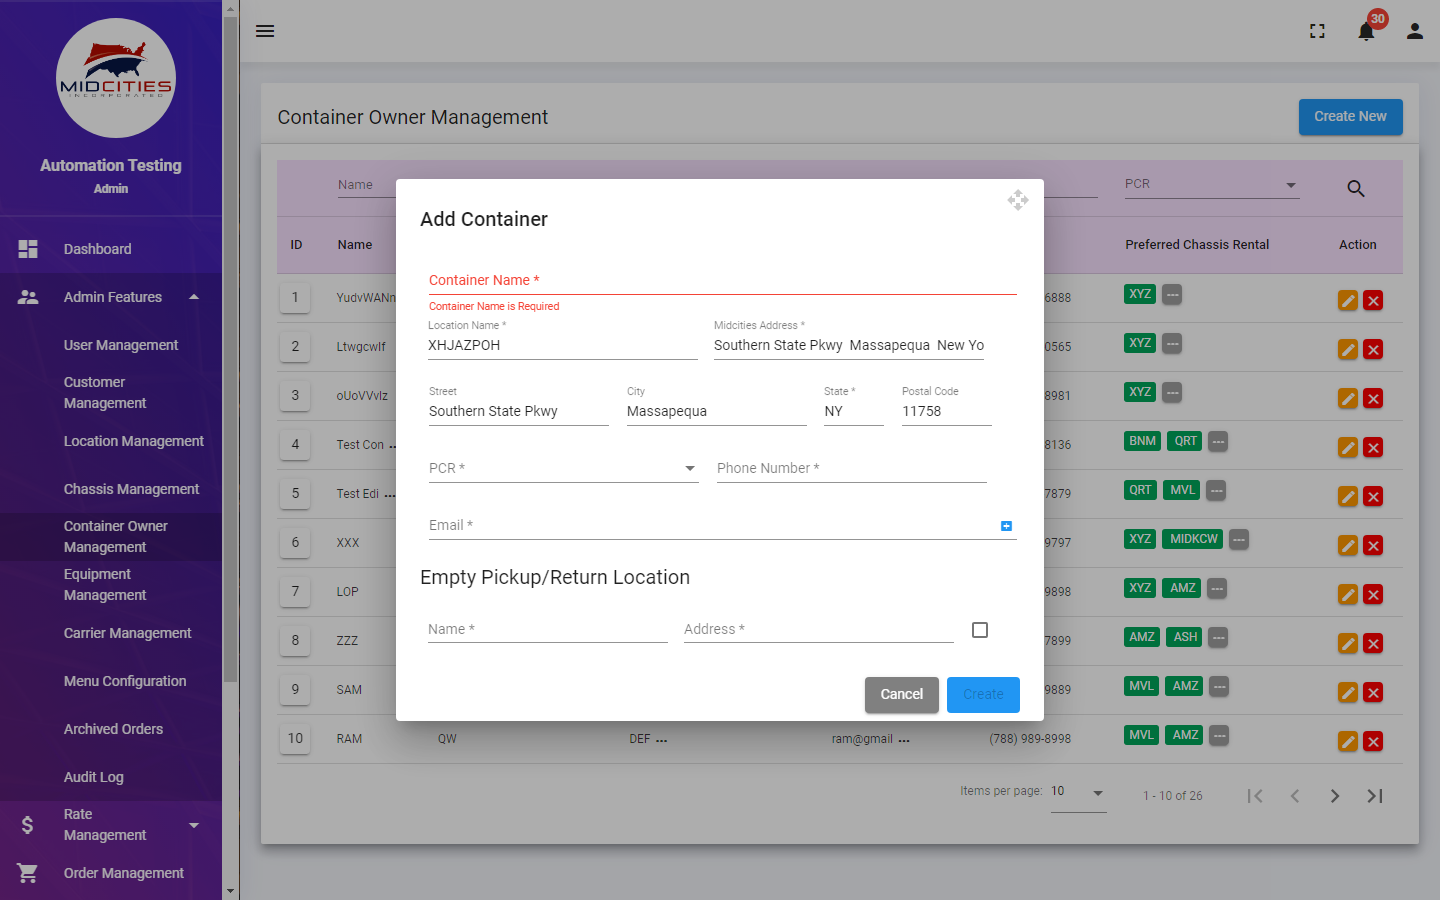 MIDCITIES
INCORPORATED
Automation Testing
Admin
Dashboard
Admin Features
User Management
Customer
Management
Location Management
Chassis Management
Container Owner
Management
Equipment
Management
Carrier Management
Menu Configuration
Archived Orders
Audit Log
Rate
Management
Order Management
30
Container Owner Management
Create New
Name
PCR
ID Name Preferred Chassis Rental Action
1 YudvWANn 6888 XYZ ---
2 Ltwgcwlf 0565 XYZ ---
3 oUoVVvlz 8981 XYZ ---
4 Test Con ... 8136 BNM QRT ---
5 Test Edi ... 7879 QRT MVL ---
6 XXX 9797 XYZ MIDKCW ---
7 LOP 9898 XYZ AMZ ---
8 ZZZ 7899 AMZ ASH ---
9 SAM 9889 MVL AMZ ---
10 RAM QW DEF ... ram@gmail ... (788) 989-8998 MVL AMZ ---
Items per page: 10 1 - 10 of 26
Add Container
Container Name *
Container Name is Required
Location Name * Midcities Address *
XHJAZPOH Southern State Pkwy Massapequa New Yo
Street City State * Postal Code
Southern State Pkwy Massapequa NY 11758
PCR * Phone Number *
Email *
Empty Pickup/Return Location
Name * Address *
Cancel Create